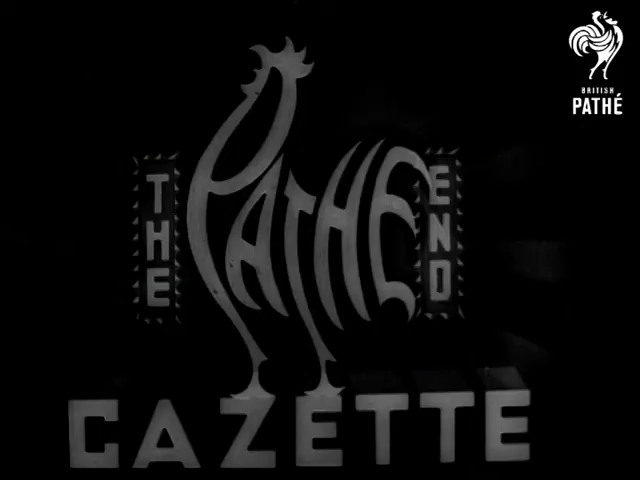 BRITISH
PATHÉ
THE
PATHE
END
GAZETTE